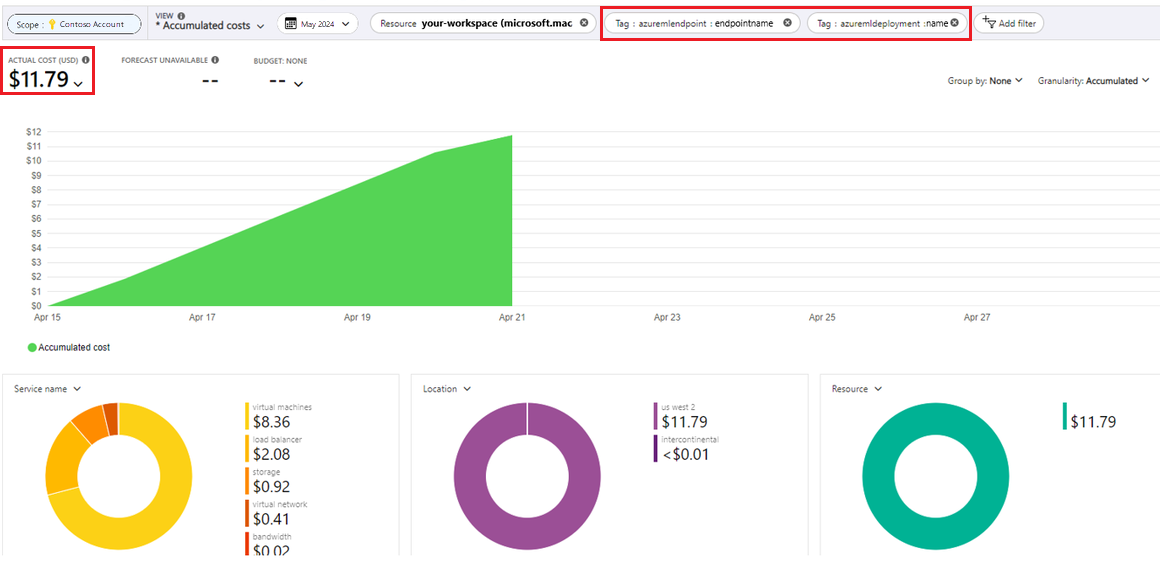 Scope : Contoso Account
VIEW
* Accumulated costs
May 2024
Resource your-workspace (microsoft.mac
Tag : azuremlendpoint : endpointname
Tag : azuremldeployment :name
Add filter
ACTUAL COST (USD)
$11.79
FORECAST UNAVAILABLE
--
BUDGET: NONE
--
Group by: None
Granularity: Accumulated
$12
$11
$10
$9
$8
$7
$6
$5
$4
$3
$2
$1
$0
Apr 15
Apr 17
Apr 19
Apr 21
Apr 23
Apr 25
Apr 27
Accumulated cost
Service name
virtual machines
$8.36
load balancer
$2.08
storage
$0.92
virtual network
$0.41
bandwidth
$0.02
Location
us west 2
$11.79
intercontinental
<$0.01
Resource
$11.79